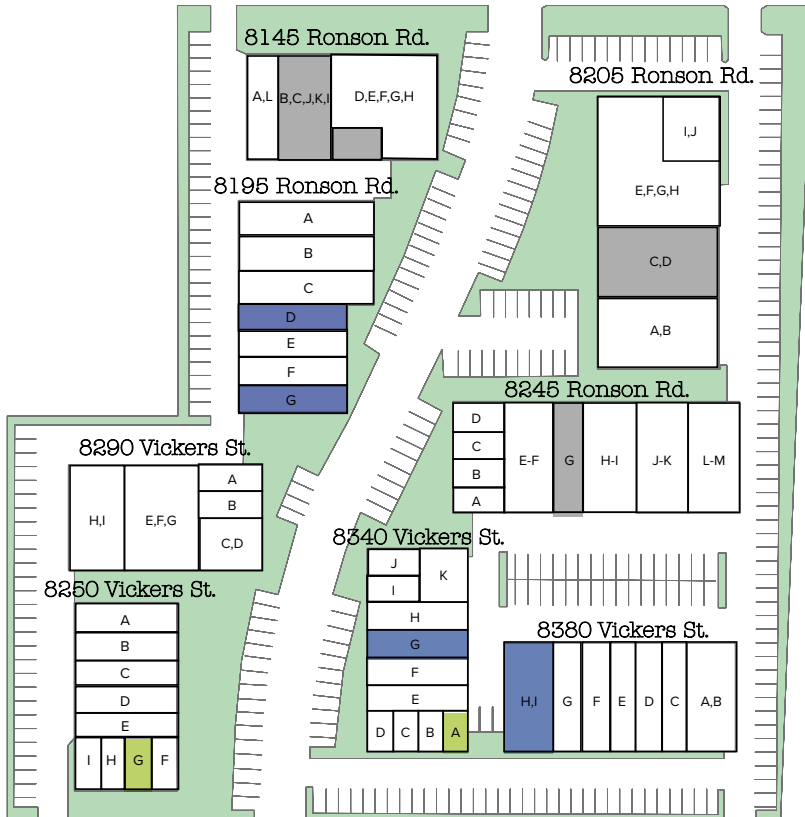 8145 Ronson Rd.
A,L
B,C,J,K,I
D,E,F,G,H
8205 Ronson Rd.
I,J
E,F,G,H
C,D
A,B
8195 Ronson Rd.
A
B
C
D
E
F
G
8245 Ronson Rd.
D
C
B
A
E-F
G
H-I
J-K
L-M
8290 Vickers St.
H,I
E,F,G
A
B
C,D
8340 Vickers St.
J
I
K
H
G
F
E
D
C
B
A
8250 Vickers St.
A
B
C
D
E
I
H
G
F
8380 Vickers St.
H,I
G
F
E
D
C
A,B